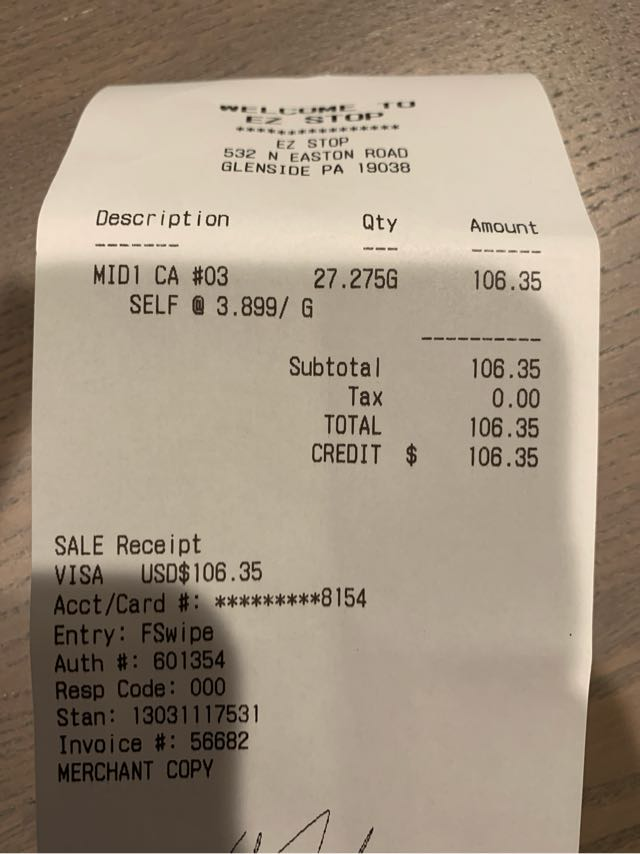 WELCOME TO
EZ STOP
*****************
EZ STOP
532 N EASTON ROAD
GLENSIDE PA 19038
Description Qty Amount
------- --- ------
MID1 CA #03 27.275G 106.35
SELF @ 3.899/ G
----------
Subtotal 106.35
Tax 0.00
TOTAL 106.35
CREDIT $ 106.35
SALE Receipt
VISA USD$106.35
Acct/Card #: *********8154
Entry: FSwipe
Auth #: 601354
Resp Code: 000
Stan: 13031117531
Invoice #: 56682
MERCHANT COPY